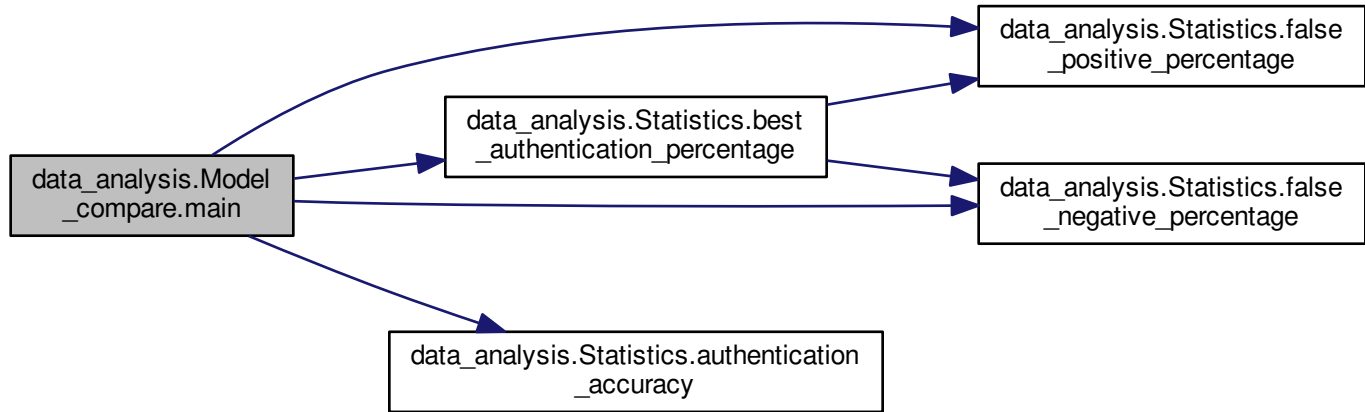 data_analysis.Statistics.false
_positive_percentage
data_analysis.Statistics.best
_authentication_percentage
data_analysis.Model
_compare.main
data_analysis.Statistics.false
_negative_percentage
data_analysis.Statistics.authentication
_accuracy